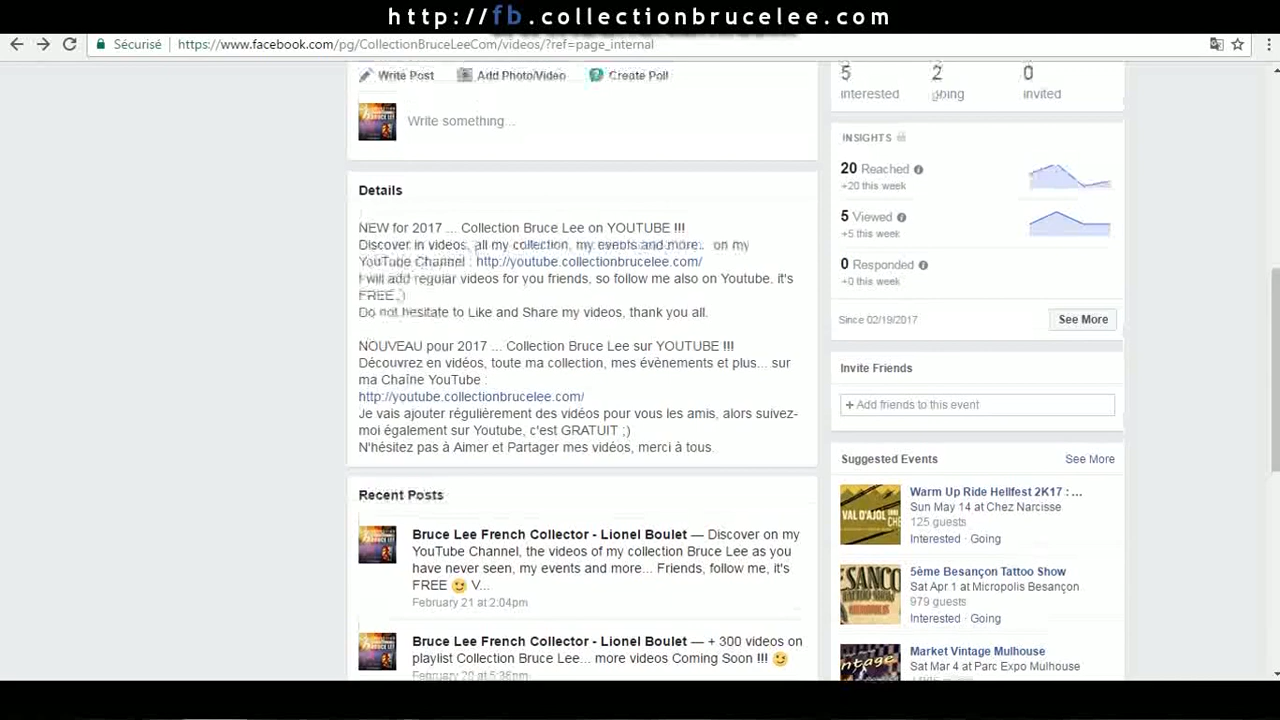 http://fb.collectionbrucelee.com
Sécurisé
https://www.facebook.com/pg/CollectionBruceLeeCom/videos/?ref=page_internal
Write Post
Add Photo/Video
Create Poll
Write something...
Details
NEW for 2017 ... Collection Bruce Lee on YOUTUBE !!!
Discover in videos, all my collection, my events and more.. on my
YouTube Channel : http://youtube.collectionbrucelee.com/
I will add regular videos for you friends, so follow me also on Youtube, it's
FREE ;)
Do not hesitate to Like and Share my videos, thank you all.
NOUVEAU pour 2017 ... Collection Bruce Lee sur YOUTUBE !!!
Découvrez en vidéos, toute ma collection, mes évènements et plus... sur
ma Chaîne YouTube :
http://youtube.collectionbrucelee.com/
Je vais ajouter régulièrement des vidéos pour vous les amis, alors suivez-
moi également sur Youtube, c'est GRATUIT ;)
N'hésitez pas à Aimer et Partager mes vidéos, merci à tous.
Recent Posts
Bruce Lee French Collector - Lionel Boulet — Discover on my
YouTube Channel, the videos of my collection Bruce Lee as you
have never seen, my events and more... Friends, follow me, it's
FREE 😉 V...
February 21 at 2:04pm
Bruce Lee French Collector - Lionel Boulet — + 300 videos on
playlist Collection Bruce Lee... more videos Coming Soon !!! 😉
February 20 at 5:38pm
5
interested
2
going
0
invited
INSIGHTS
20 Reached
+20 this week
5 Viewed
+5 this week
0 Responded
+0 this week
Since 02/19/2017
See More
Invite Friends
+ Add friends to this event
Suggested Events
See More
Warm Up Ride Hellfest 2K17 : ...
Sun May 14 at Chez Narcisse
125 guests
Interested · Going
VAL D'AJOL
5ème Besançon Tattoo Show
Sat Apr 1 at Micropolis Besançon
979 guests
Interested · Going
Market Vintage Mulhouse
Sat Mar 4 at Parc Expo Mulhouse